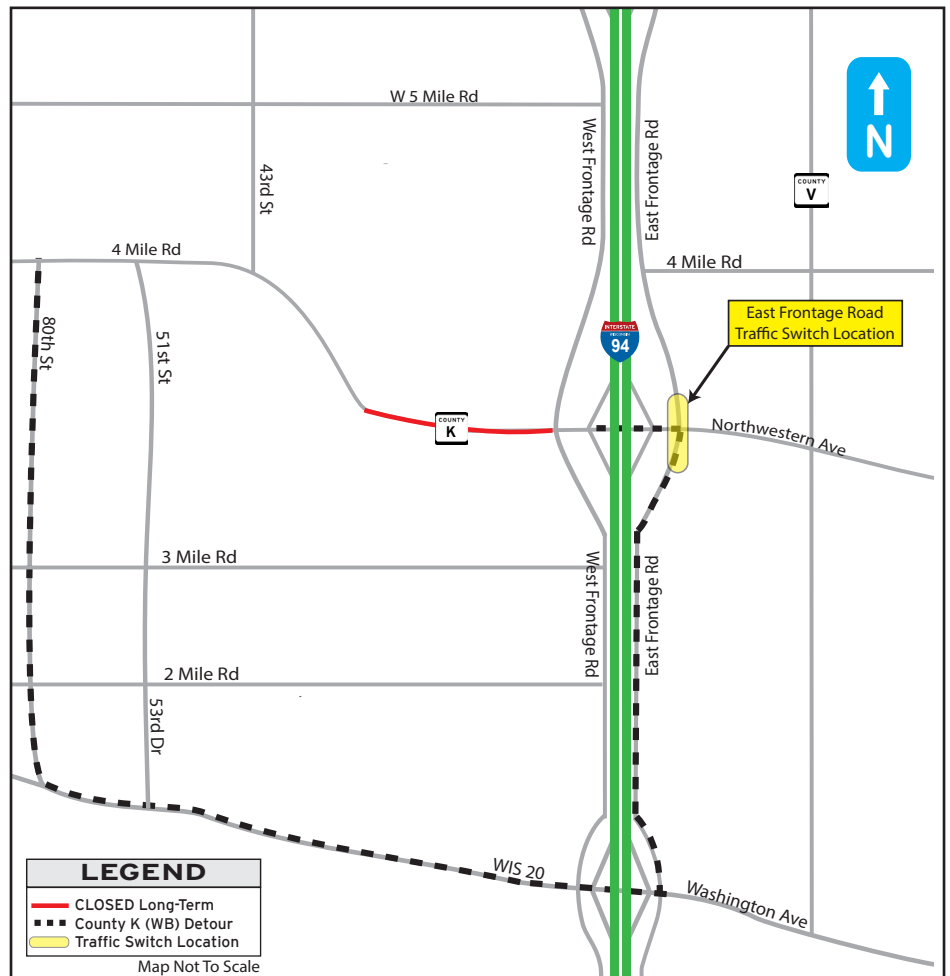 W 5 Mile Rd
43rd St
West Frontage Rd
East Frontage Rd
N
COUNTY
V
4 Mile Rd
4 Mile Rd
80th St
51st St
INTERSTATE
WISCONSIN
94
East Frontage Road
Traffic Switch Location
COUNTY
K
Northwestern Ave
3 Mile Rd
West Frontage Rd
East Frontage Rd
2 Mile Rd
53rd Dr
WIS 20
Washington Ave
LEGEND
CLOSED Long-Term
County K (WB) Detour
Traffic Switch Location
Map Not To Scale